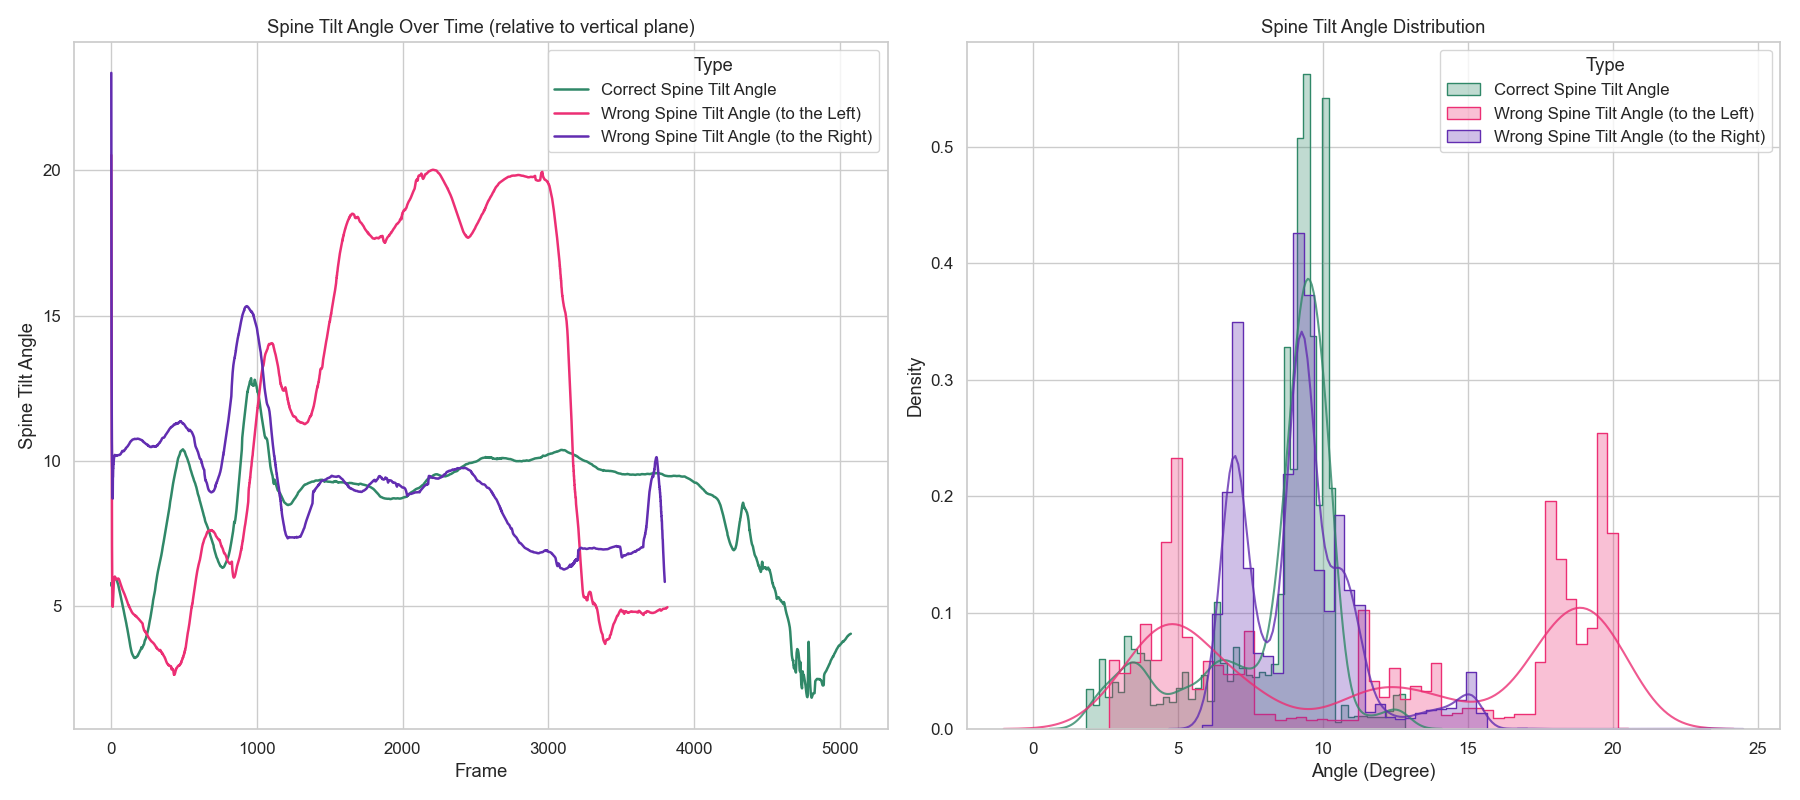 Spine Tilt Angle Over Time (relative to vertical plane)
Type
Correct Spine Tilt Angle
Wrong Spine Tilt Angle (to the Left)
Wrong Spine Tilt Angle (to the Right)
20
15
10
5
Spine Tilt Angle
0
1000
2000
3000
4000
5000
Frame
Spine Tilt Angle Distribution
Type
Correct Spine Tilt Angle
Wrong Spine Tilt Angle (to the Left)
Wrong Spine Tilt Angle (to the Right)
0.5
0.4
0.3
0.2
0.1
0.0
Density
0
5
10
15
20
25
Angle (Degree)